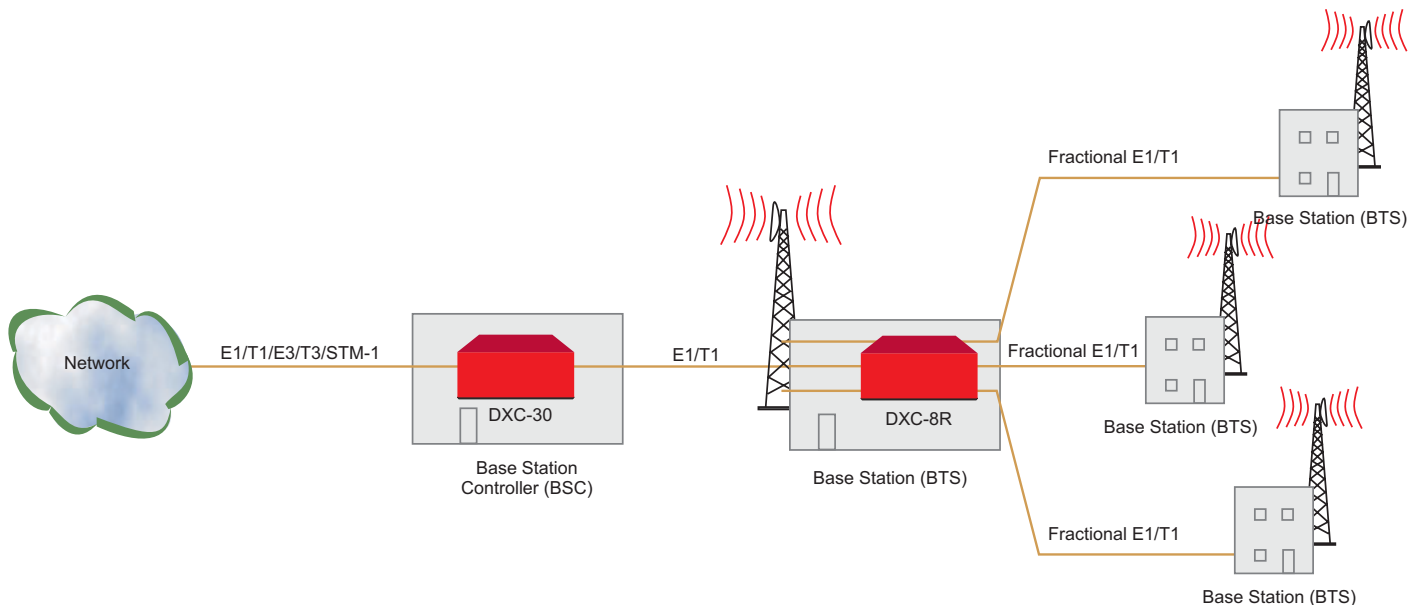 Network
E1/T1/E3/T3/STM-1
DXC-30
Base Station
Controller (BSC)
E1/T1
DXC-8R
Base Station (BTS)
Fractional E1/T1
Base Station (BTS)
Fractional E1/T1
Base Station (BTS)
Fractional E1/T1
Base Station (BTS)